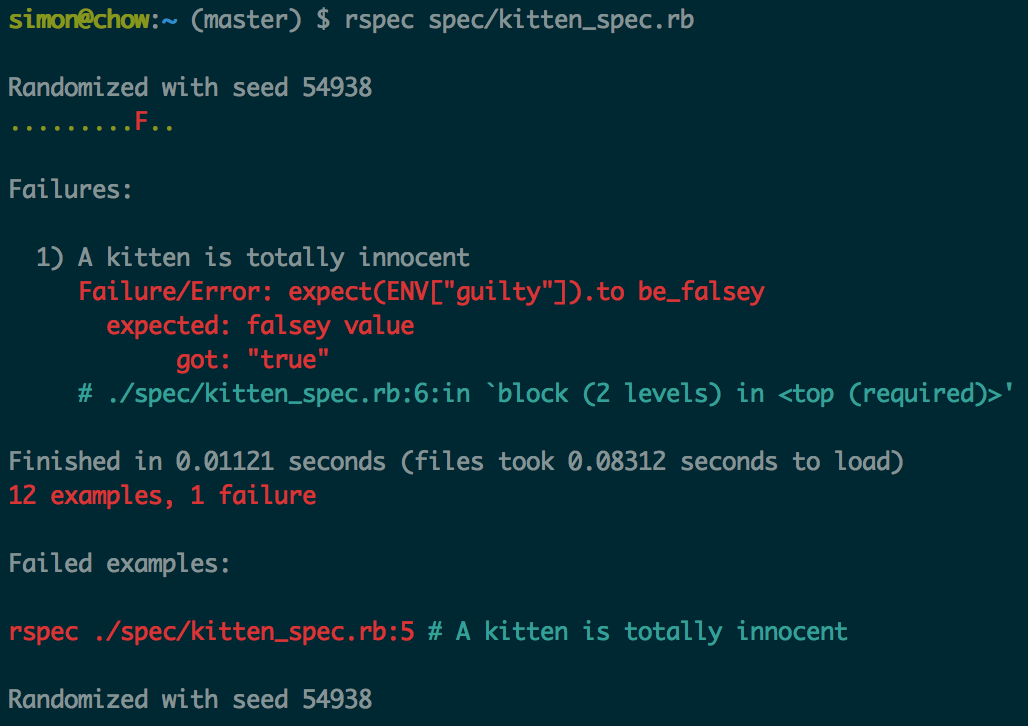 simon@chow:~ (master) $ rspec spec/kitten_spec.rb
Randomized with seed 54938
.........F..
Failures:
1) A kitten is totally innocent
Failure/Error: expect(ENV["guilty"]).to be_falsey
expected: falsey value
got: "true"
# ./spec/kitten_spec.rb:6:in `block (2 levels) in <top (required)>'
Finished in 0.01121 seconds (files took 0.08312 seconds to load)
12 examples, 1 failure
Failed examples:
rspec ./spec/kitten_spec.rb:5 # A kitten is totally innocent
Randomized with seed 54938